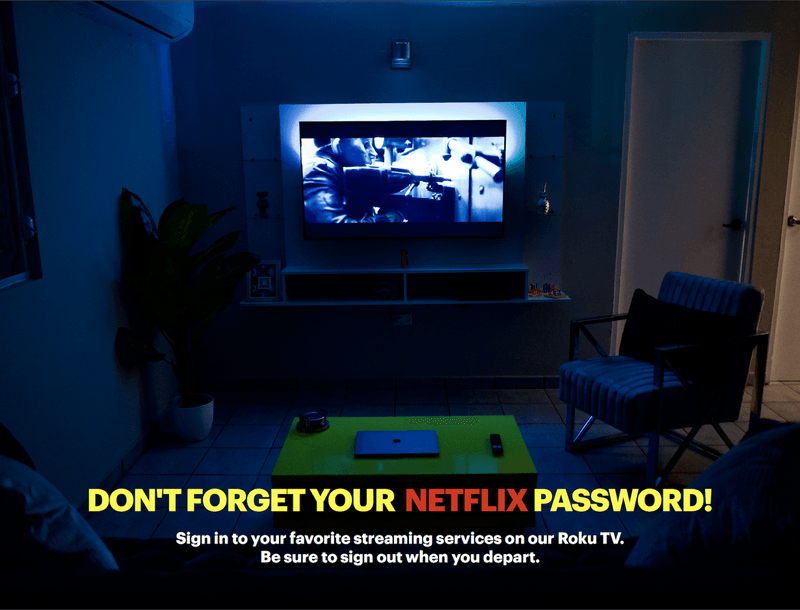 DON'T FORGET YOUR NETFLIX PASSWORD!
Sign in to your favorite streaming services on our Roku TV.
Be sure to sign out when you depart.